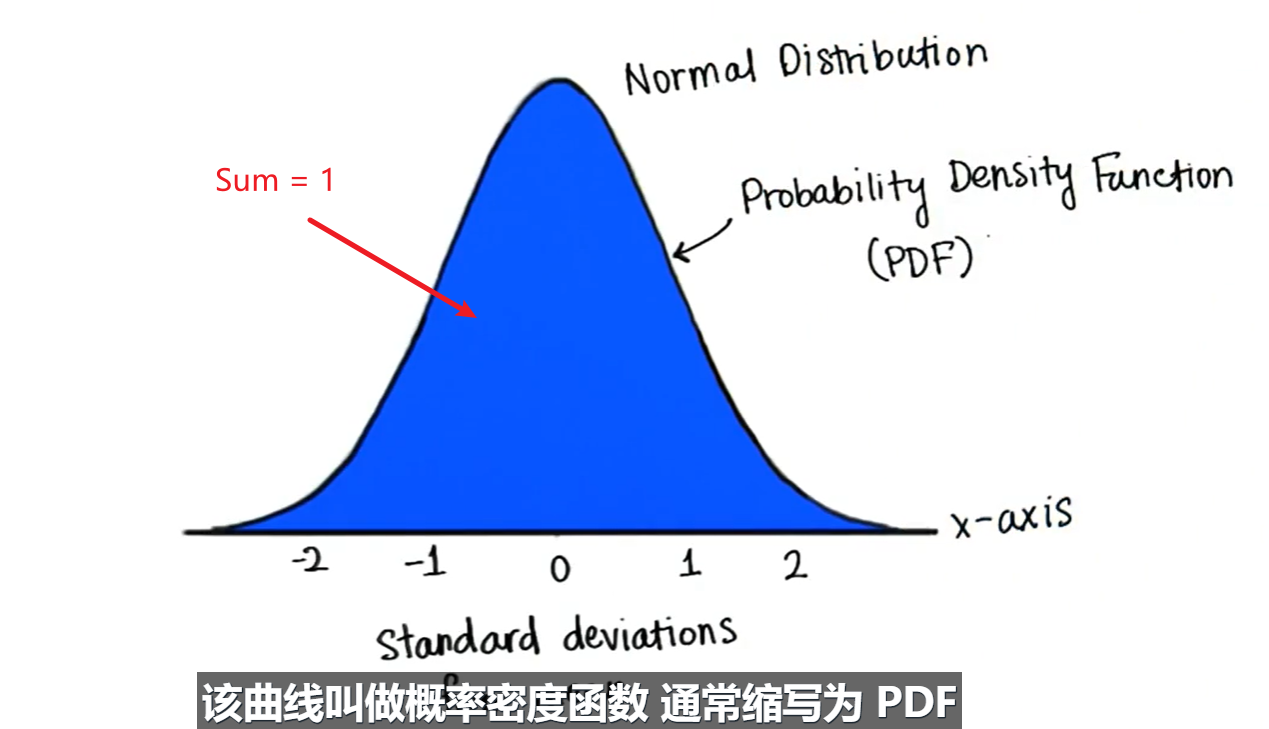 Normal Distribution
Sum = 1
Probability Density Function
(PDF)
x-axis
-2 -1 0 1 2
Standard deviations
该曲线叫做概率密度函数 通常缩写为 PDF